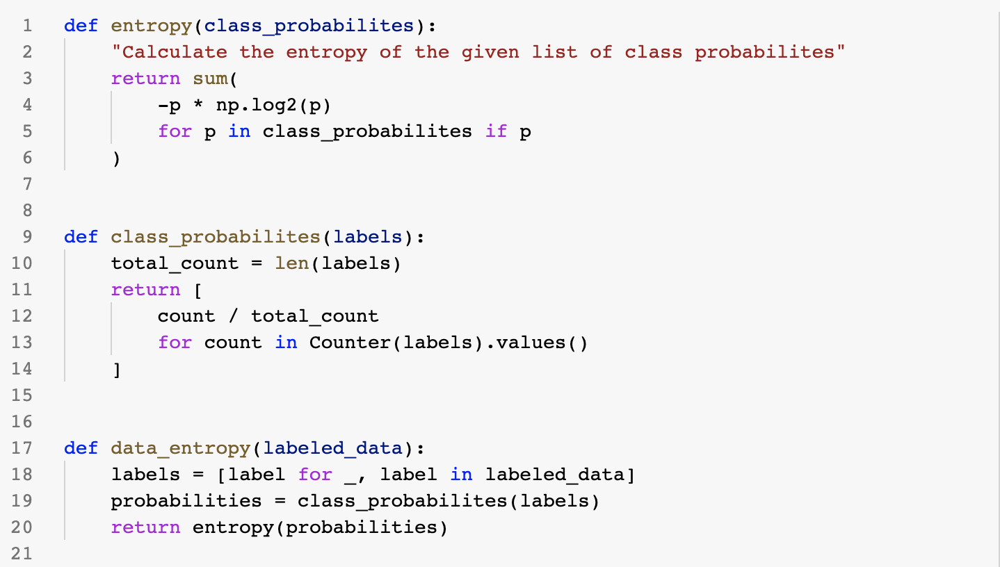 1 def entropy(class_probabilites):
2     "Calculate the entropy of the given list of class probabilites"
3     return sum(
4         -p * np.log2(p)
5         for p in class_probabilites if p
6     )
7
8
9 def class_probabilites(labels):
10     total_count = len(labels)
11     return [
12         count / total_count
13         for count in Counter(labels).values()
14     ]
15
16
17 def data_entropy(labeled_data):
18     labels = [label for _, label in labeled_data]
19     probabilities = class_probabilites(labels)
20     return entropy(probabilities)
21